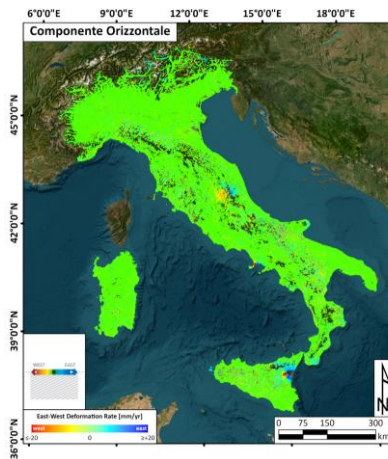 6°0'0"E 9°0'0"E 12°0'0"E 15°0'0"E 18°0'0"E
Componente Orizzontale
45°0'0"N
42°0'0"N
39°0'0"N
36°0'0"N
WEST EAST
East-West Deformation Rate [mm/yr]
west east
≤-20 0 ≥+20
N
0 75 150 300
km